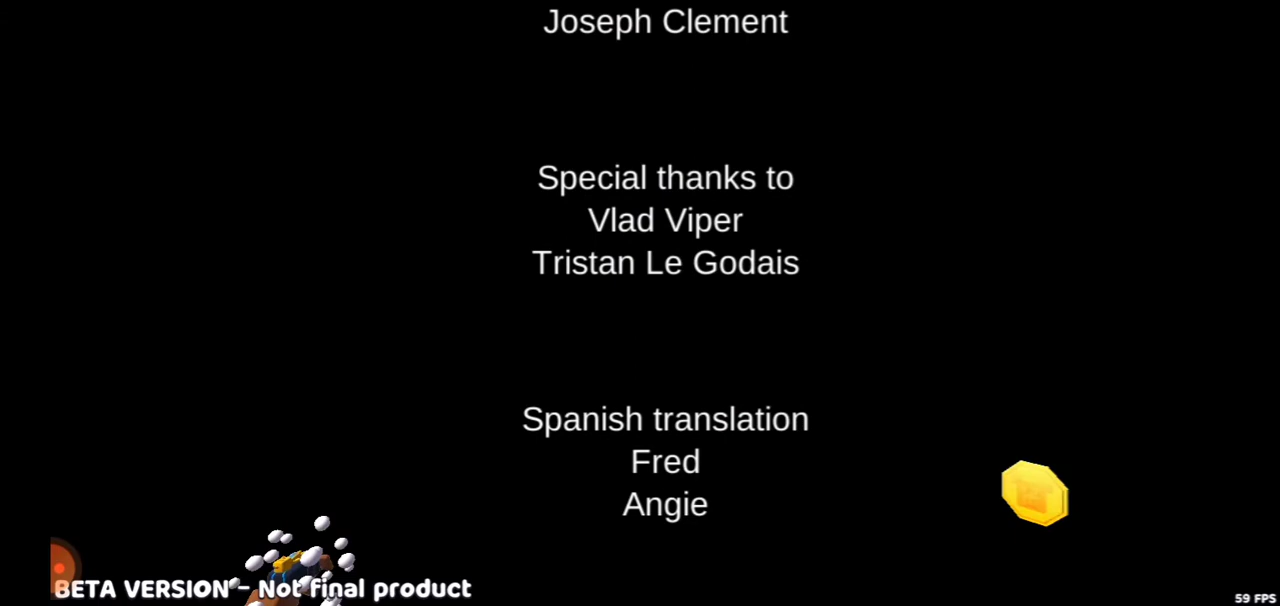 Joseph Clement
Special thanks to
Vlad Viper
Tristan Le Godais
Spanish translation
Fred
Angie
BETA VERSION - Not final product
59 FPS